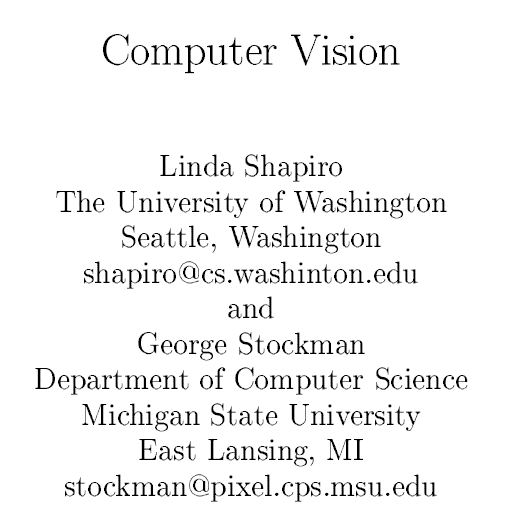 Computer Vision
Linda Shapiro
The University of Washington
Seattle, Washington
shapiro@cs.washinton.edu
and
George Stockman
Department of Computer Science
Michigan State University
East Lansing, MI
stockman@pixel.cps.msu.edu